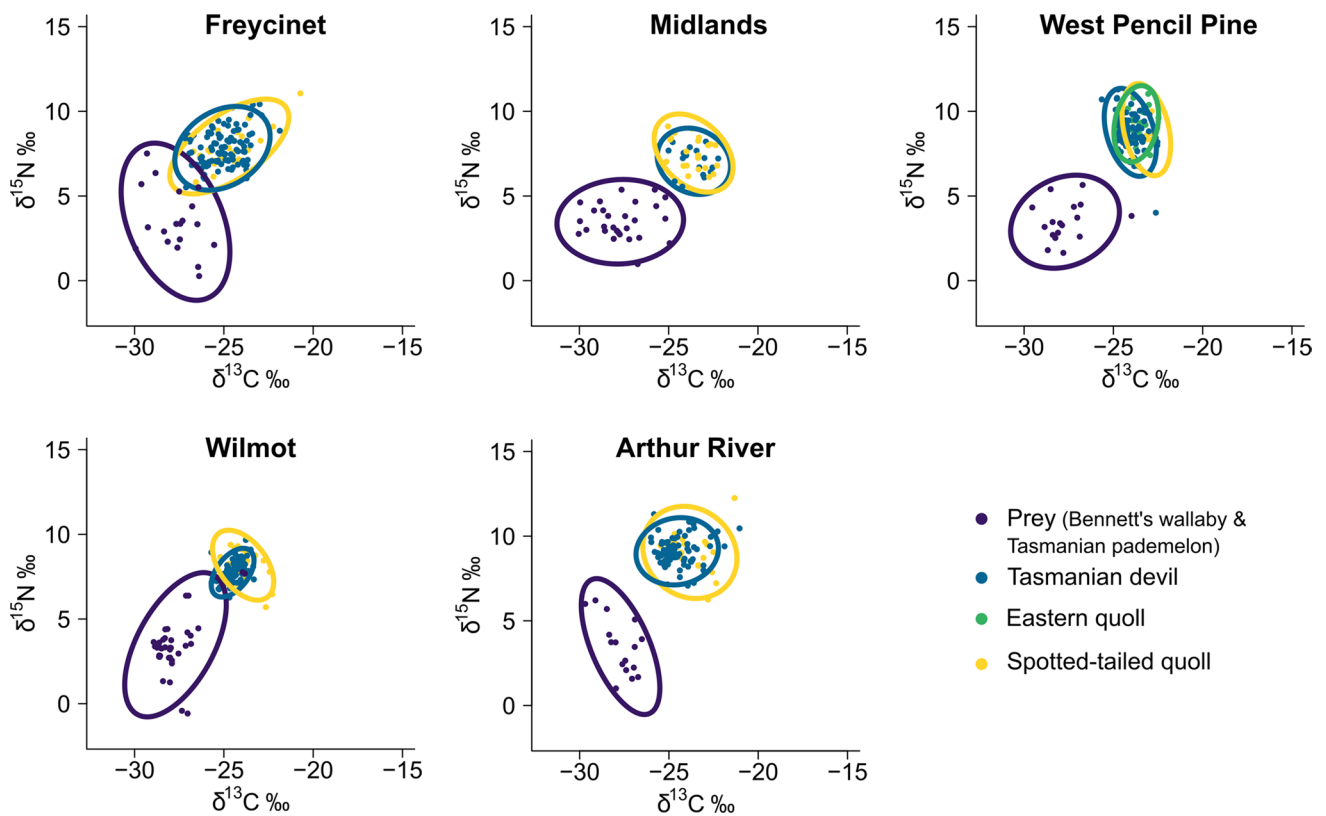 Freycinet
15
10
5
0
δ15N ‰
−30 −25 −20 −15
δ13C ‰
Midlands
15
10
5
0
δ15N ‰
−30 −25 −20 −15
δ13C ‰
West Pencil Pine
15
10
5
0
δ15N ‰
−30 −25 −20 −15
δ13C ‰
Wilmot
15
10
5
0
δ15N ‰
−30 −25 −20 −15
δ13C ‰
Arthur River
15
10
5
0
δ15N ‰
−30 −25 −20 −15
δ13C ‰
Prey (Bennett's wallaby &
Tasmanian pademelon)
Tasmanian devil
Eastern quoll
Spotted-tailed quoll